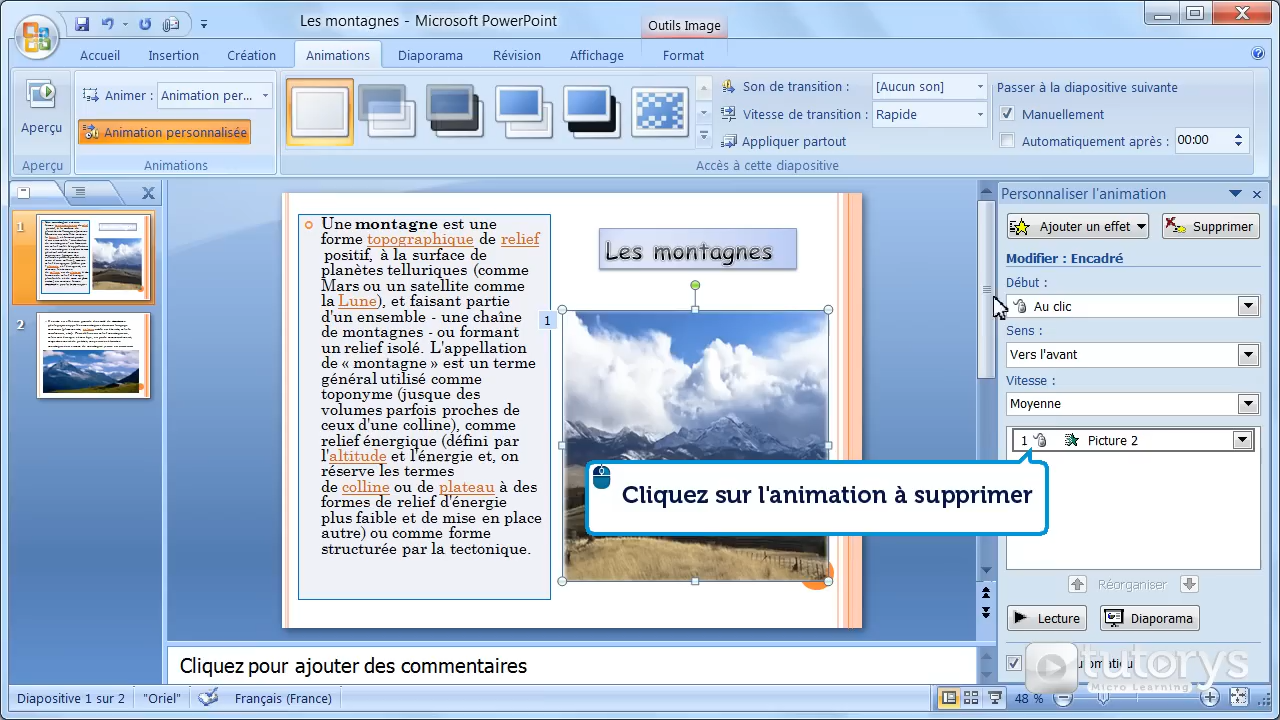 Les montagnes - Microsoft PowerPoint
Outils Image
Accueil
Insertion
Création
Animations
Diaporama
Révision
Affichage
Format
Aperçu
Aperçu
Animer :
Animation per...
Animation personnalisée
Animations
Son de transition :
[Aucun son]
Vitesse de transition :
Rapide
Appliquer partout
Accès à cette diapositive
Passer à la diapositive suivante
Manuellement
Automatiquement après :
00:00
1
2
Une montagne est une
forme topographique de relief
positif, à la surface de
planètes telluriques (comme
Mars ou un satellite comme
la Lune), et faisant partie
d'un ensemble - une chaîne
de montagnes - ou formant
un relief isolé. L'appellation
de « montagne » est un terme
général utilisé comme
toponyme (jusque des
volumes parfois proches de
ceux d'une colline), comme
relief énergique (défini par
l'altitude et l'énergie et, on
réserve les termes
de colline ou de plateau à des
formes de relief d'énergie
plus faible et de mise en place
autre) ou comme forme
structurée par la tectonique.
Les montagnes
1
Cliquez sur l'animation à supprimer
Personnaliser l'animation
Ajouter un effet
Supprimer
Modifier : Encadré
Début :
Au clic
Sens :
Vers l'avant
Vitesse :
Moyenne
1 Picture 2
Réorganiser
Lecture
Diaporama
tutorys
Micro Learning
Cliquez pour ajouter des commentaires
Diapositive 1 sur 2
"Oriel"
Français (France)
48 %